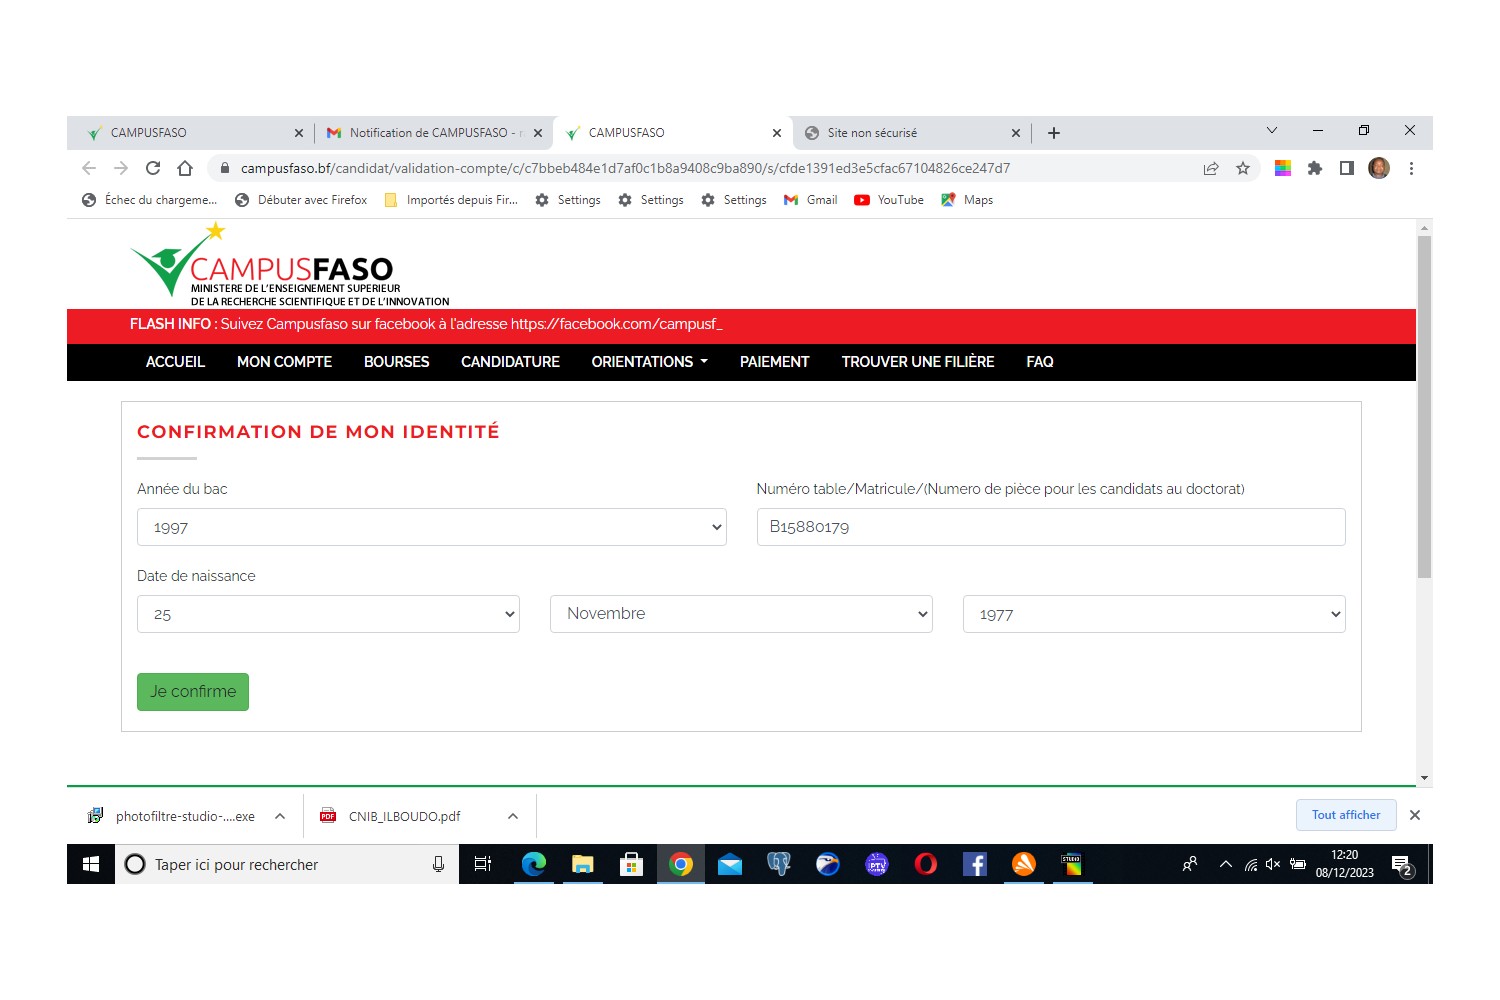 CAMPUSFASO
Notification de CAMPUSFASO -
CAMPUSFASO
Site non sécurisé
campusfaso.bf/candidat/validation-compte/c/c7bbeb484e1d7af0c1b8a9408c9ba890/s/cfde1391ed3e5cfac67104826ce247d7
Échec du chargeme... Débuter avec Firefox Importés depuis Fir... Settings Settings Settings Gmail YouTube Maps
CAMPUSFASO
MINISTERE DE L'ENSEIGNEMENT SUPERIEUR
DE LA RECHERCHE SCIENTIFIQUE ET DE L'INNOVATION
FLASH INFO : Suivez Campusfaso sur facebook à l'adresse https://facebook.com/campusf_
ACCUEIL MON COMPTE BOURSES CANDIDATURE ORIENTATIONS PAIEMENT TROUVER UNE FILIÈRE FAQ
CONFIRMATION DE MON IDENTITÉ
Année du bac
Numéro table/Matricule/(Numero de pièce pour les candidats au doctorat)
1997
B15880179
Date de naissance
25 Novembre 1977
Je confirme
photofiltre-studio-....exe
PDF CNIB_ILBOUDO.pdf
Tout afficher
Taper ici pour rechercher
STUDIO
12:20
08/12/2023
2